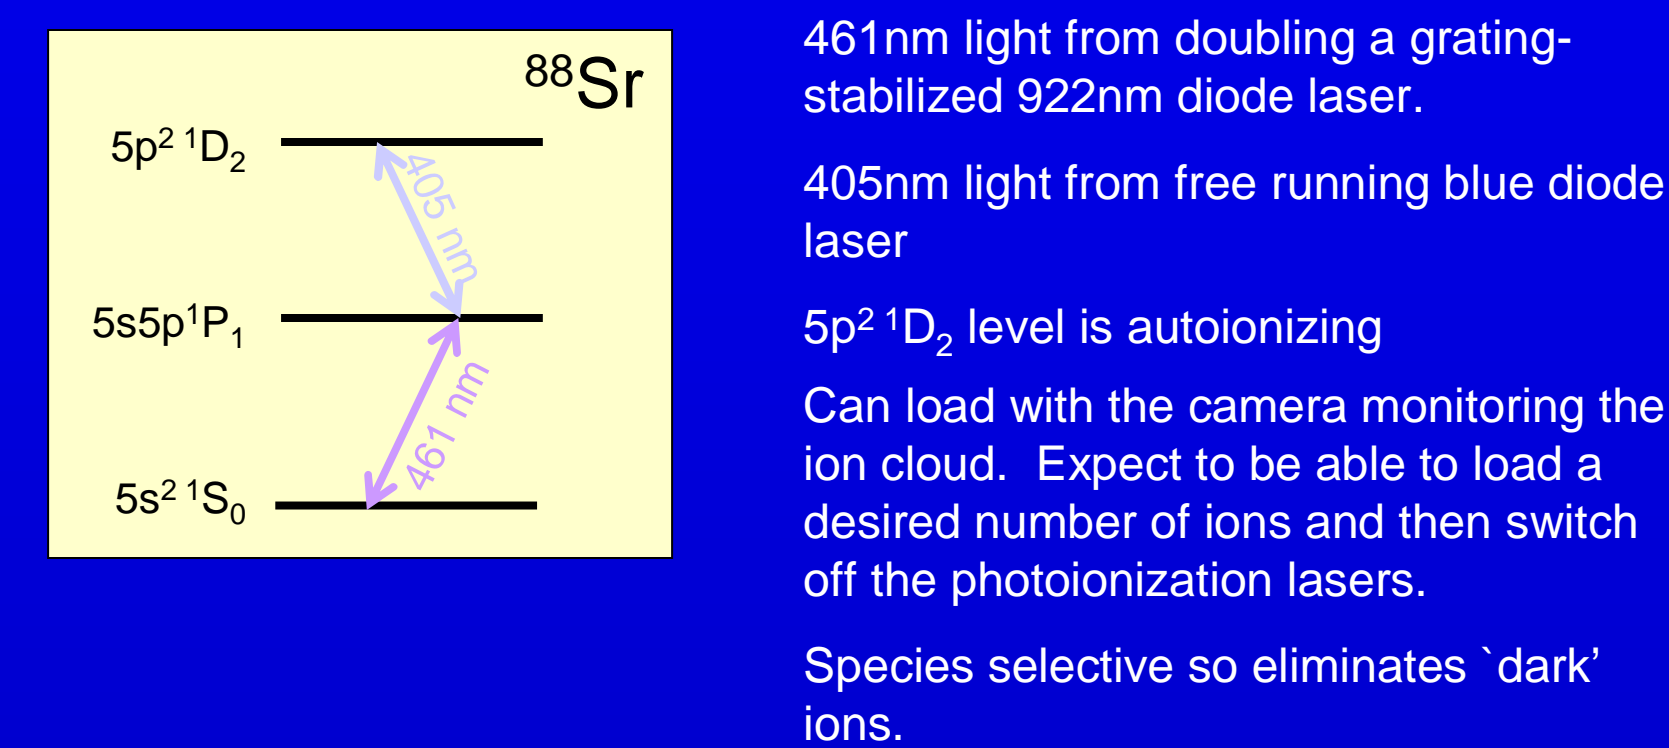 ⁸⁸Sr
5p² ¹D₂
405 nm
5s5p¹P₁
461 nm
5s² ¹S₀
461nm light from doubling a grating-
stabilized 922nm diode laser.
405nm light from free running blue diode
laser
5p² ¹D₂ level is autoionizing
Can load with the camera monitoring the
ion cloud.  Expect to be able to load a
desired number of ions and then switch
off the photoionization lasers.
Species selective so eliminates `dark’
ions.